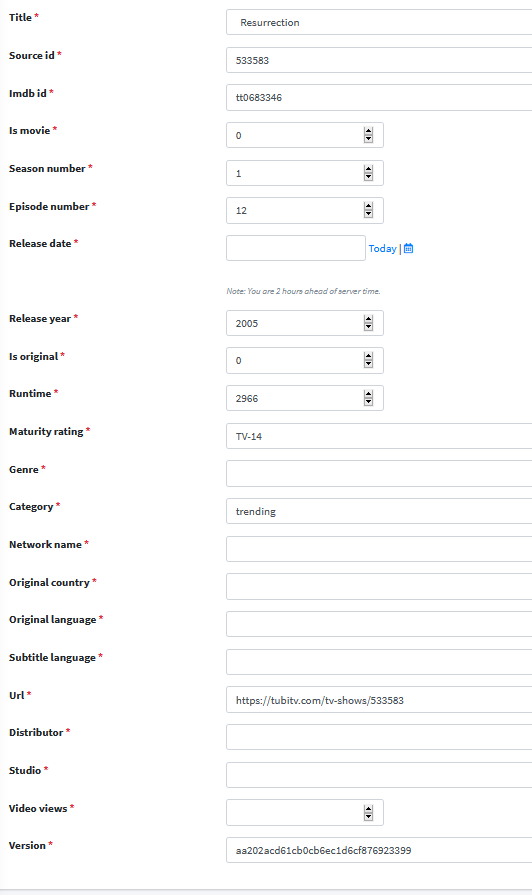 Title *
Resurrection
Source id *
533583
Imdb id *
tt0683346
Is movie *
0
Season number *
1
Episode number *
12
Release date *
Today |
Note: You are 2 hours ahead of server time.
Release year *
2005
Is original *
0
Runtime *
2966
Maturity rating *
TV-14
Genre *
Category *
trending
Network name *
Original country *
Original language *
Subtitle language *
Url *
https://tubitv.com/tv-shows/533583
Distributor *
Studio *
Video views *
Version *
aa202acd61cb0cb6ec1d6cf876923399